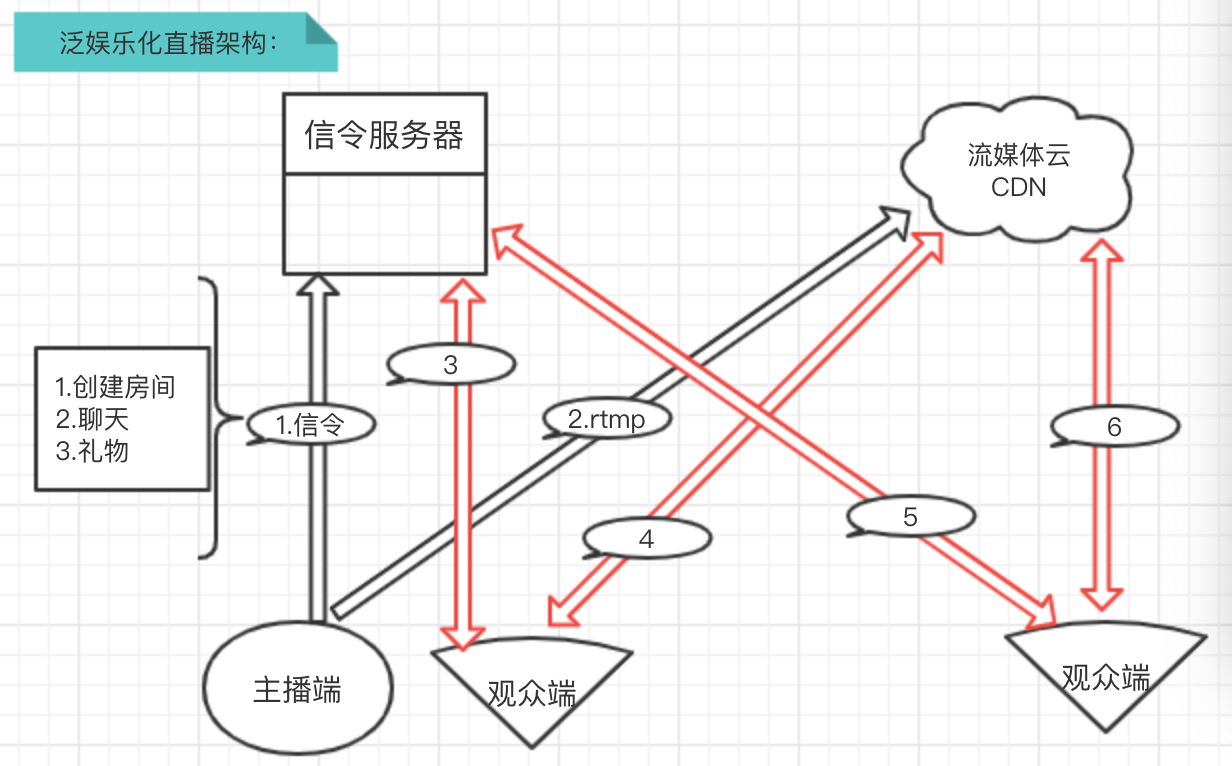 泛娱乐化直播架构：
信令服务器
流媒体云
CDN
1.创建房间
2.聊天
3.礼物
1.信令
3
2.rtmp
4
5
6
主播端
观众端
观众端